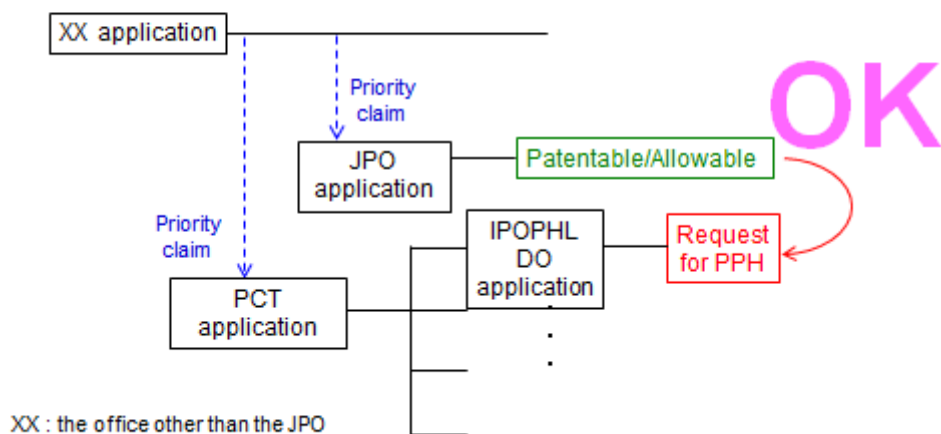 XX application
OK
Priority
claim
JPO
application
Patentable/Allowable
Priority
claim
IPOPHL
DO
application
Request
for PPH
PCT
application
XX : the office other than the JPO